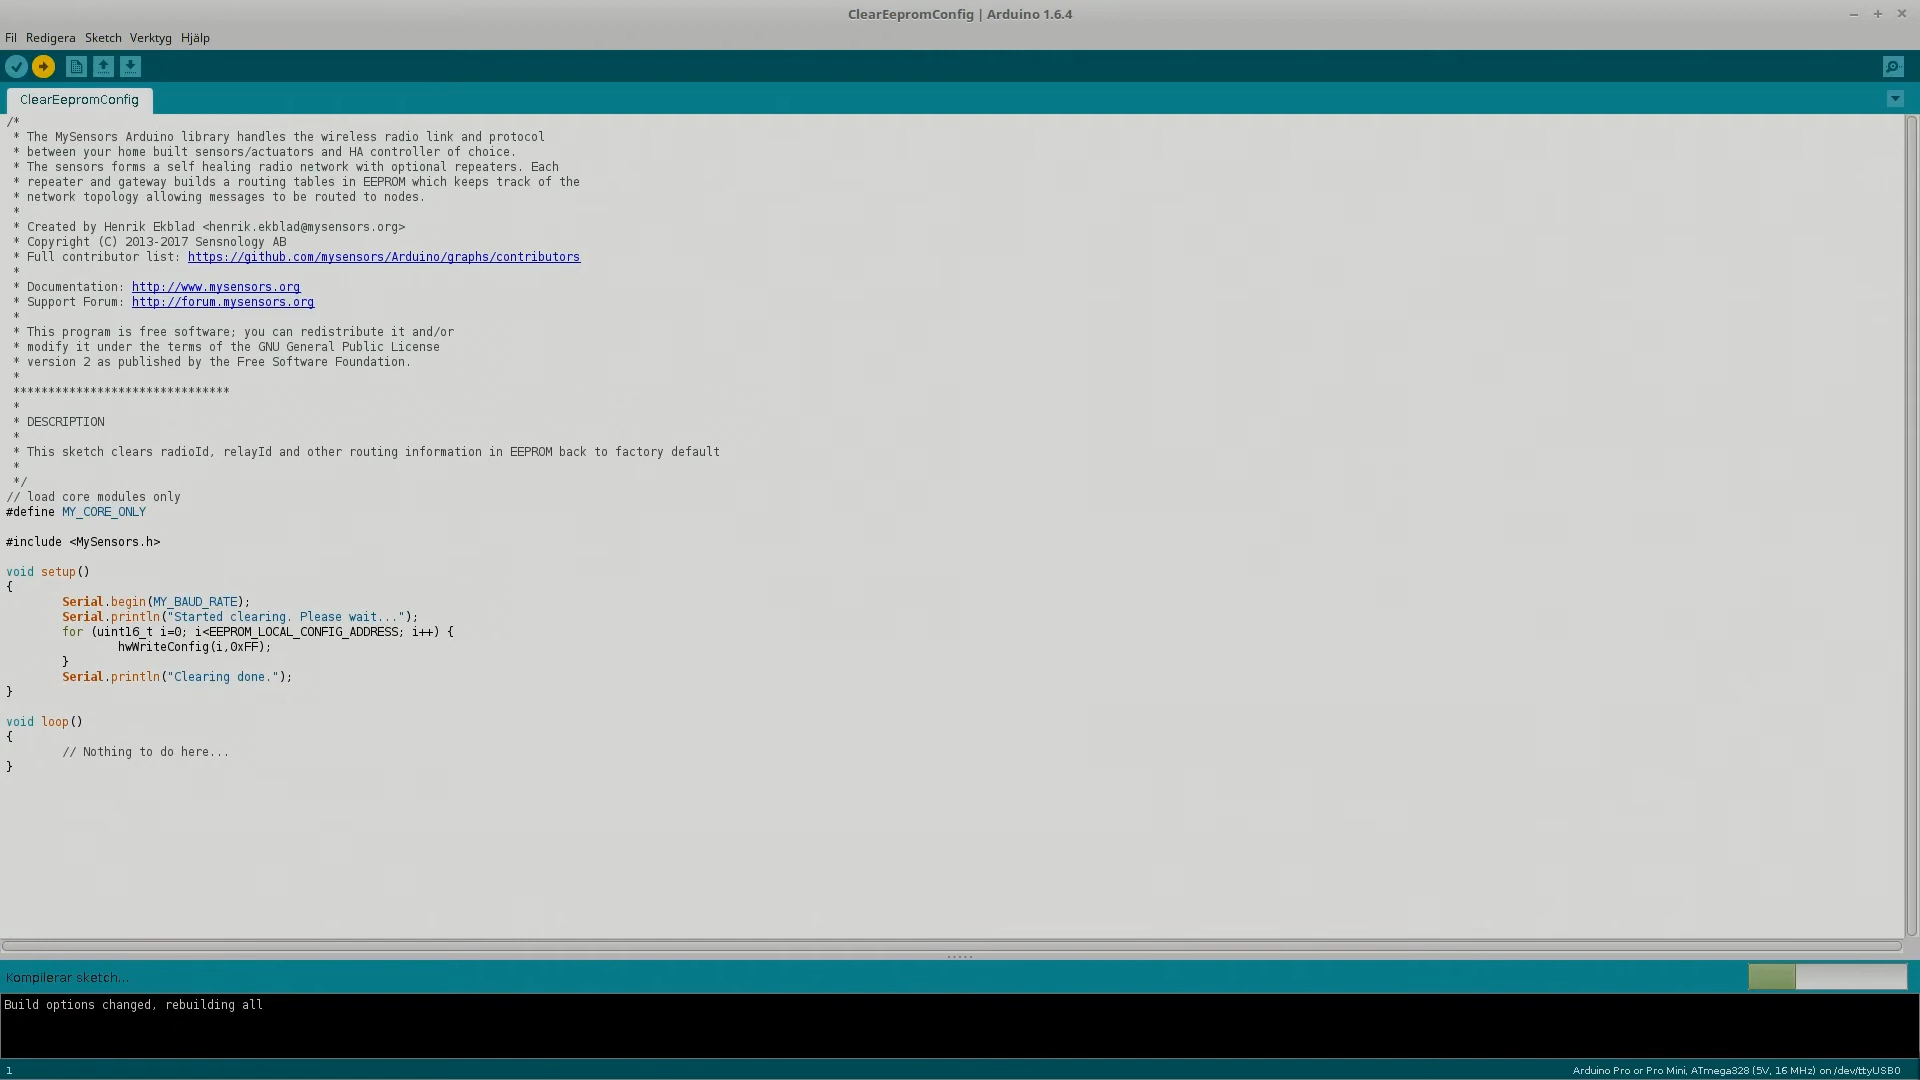 ClearEepromConfig | Arduino 1.6.4
Fil Redigera Sketch Verktyg Hjälp
ClearEepromConfig
/*
 * The MySensors Arduino library handles the wireless radio link and protocol
 * between your home built sensors/actuators and HA controller of choice.
 * The sensors forms a self healing radio network with optional repeaters. Each
 * repeater and gateway builds a routing tables in EEPROM which keeps track of the
 * network topology allowing messages to be routed to nodes.
 *
 * Created by Henrik Ekblad <henrik.ekblad@mysensors.org>
 * Copyright (C) 2013-2017 Sensnology AB
 * Full contributor list: https://github.com/mysensors/Arduino/graphs/contributors
 *
 * Documentation: http://www.mysensors.org
 * Support Forum: http://forum.mysensors.org
 *
 * This program is free software; you can redistribute it and/or
 * modify it under the terms of the GNU General Public License
 * version 2 as published by the Free Software Foundation.
 *
 *******************************
 *
 * DESCRIPTION
 *
 * This sketch clears radioId, relayId and other routing information in EEPROM back to factory default
 *
 */
// load core modules only
#define MY_CORE_ONLY

#include <MySensors.h>

void setup()
{
        Serial.begin(MY_BAUD_RATE);
        Serial.println("Started clearing. Please wait...");
        for (uint16_t i=0; i<EEPROM_LOCAL_CONFIG_ADDRESS; i++) {
                hwWriteConfig(i,0xFF);
        }
        Serial.println("Clearing done.");
}

void loop()
{
        // Nothing to do here...
}
Kompilerar sketch...
Build options changed, rebuilding all
1
Arduino Pro or Pro Mini, ATmega328 (5V, 16 MHz) on /dev/ttyUSB0